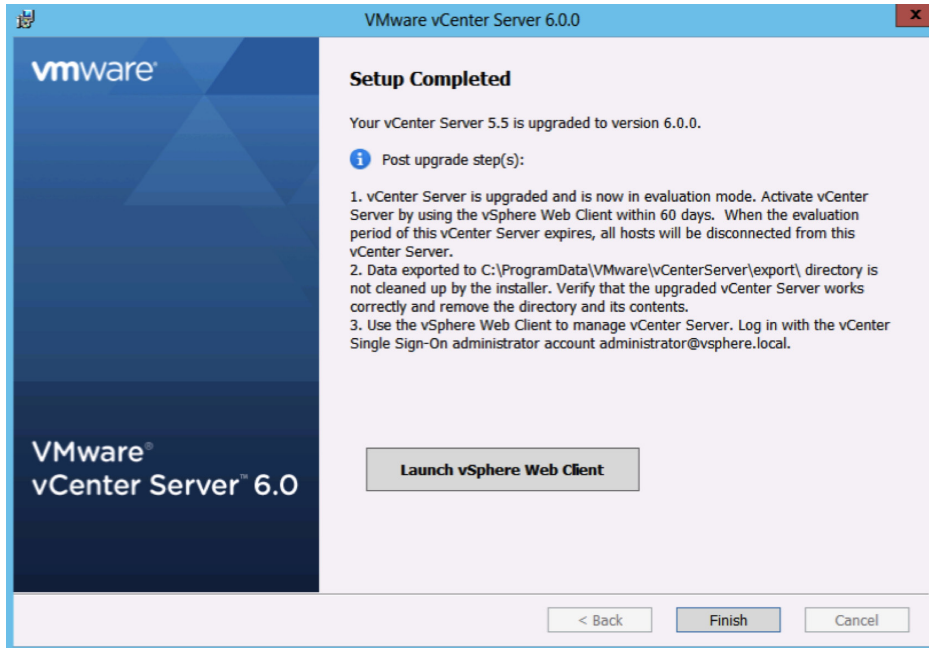 VMware vCenter Server 6.0.0
x
vmware®
Setup Completed
Your vCenter Server 5.5 is upgraded to version 6.0.0.
i Post upgrade step(s):
1. vCenter Server is upgraded and is now in evaluation mode. Activate vCenter
Server by using the vSphere Web Client within 60 days. When the evaluation
period of this vCenter Server expires, all hosts will be disconnected from this
vCenter Server.
2. Data exported to C:\ProgramData\VMware\vCenterServer\export\ directory is
not cleaned up by the installer. Verify that the upgraded vCenter Server works
correctly and remove the directory and its contents.
3. Use the vSphere Web Client to manage vCenter Server. Log in with the vCenter
Single Sign-On administrator account administrator@vsphere.local.
VMware®
vCenter Server™ 6.0
Launch vSphere Web Client
< Back
Finish
Cancel